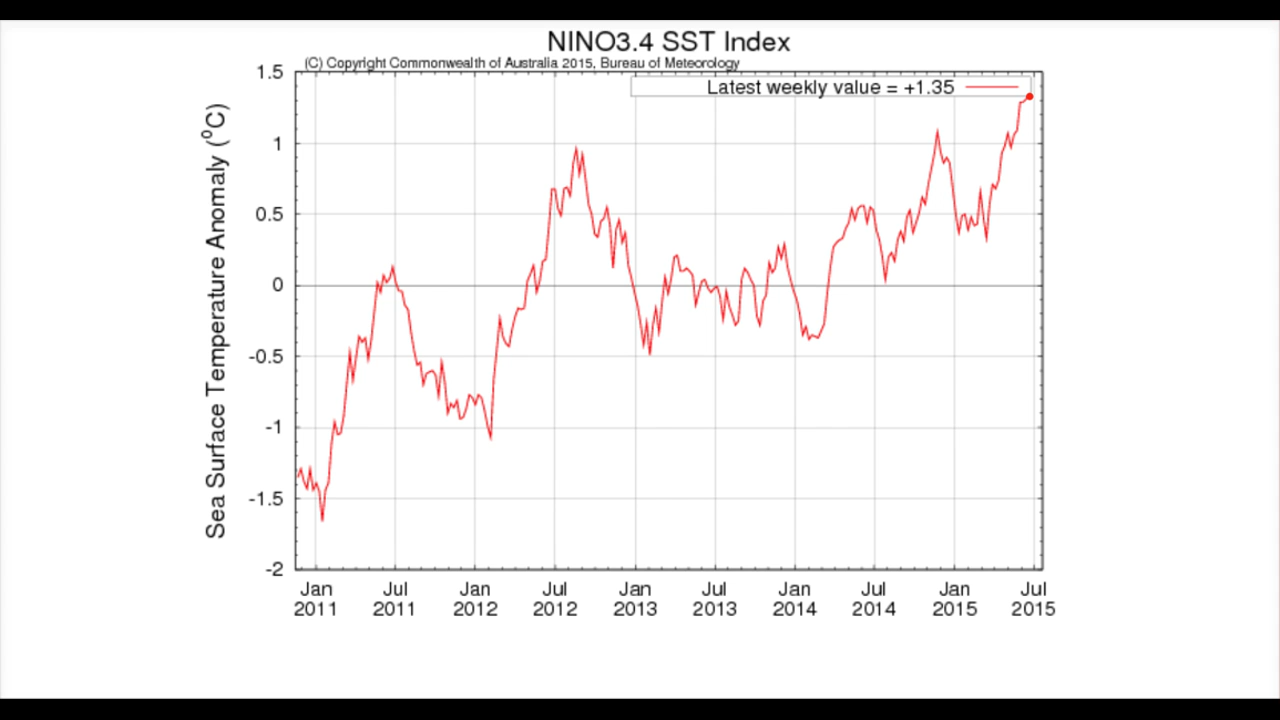 NINO3.4 SST Index
(C) Copyright Commonwealth of Australia 2015, Bureau of Meteorology
Latest weekly value = +1.35
Sea Surface Temperature Anomaly (⁰C)
1.5
1
0.5
0
-0.5
-1
-1.5
-2
Jan Jul Jan Jul Jan Jul Jan Jul Jan Jul
2011 2011 2012 2012 2013 2013 2014 2014 2015 2015